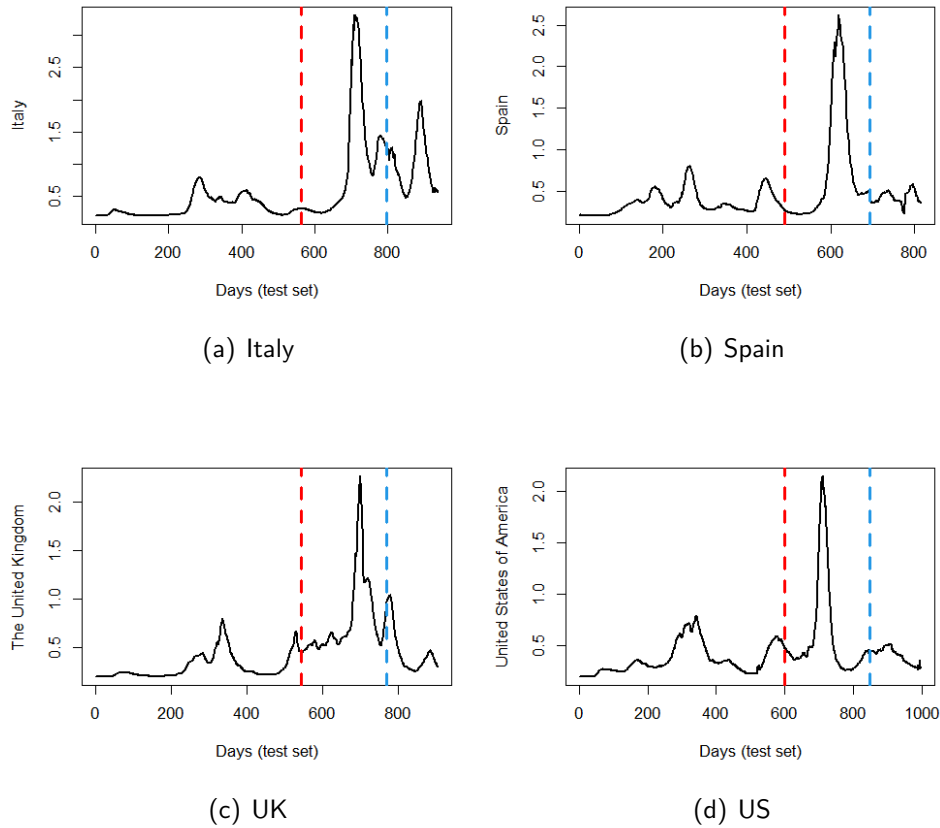 Italy
0.5 1.5 2.5
0 200 400 600 800
Days (test set)
(a) Italy
Spain
0.5 1.0 1.5 2.0 2.5
0 200 400 600 800
Days (test set)
(b) Spain
The United Kingdom
0.5 1.0 1.5 2.0
0 200 400 600 800
Days (test set)
(c) UK
United States of America
0.5 1.0 1.5 2.0
0 200 400 600 800 1000
Days (test set)
(d) US